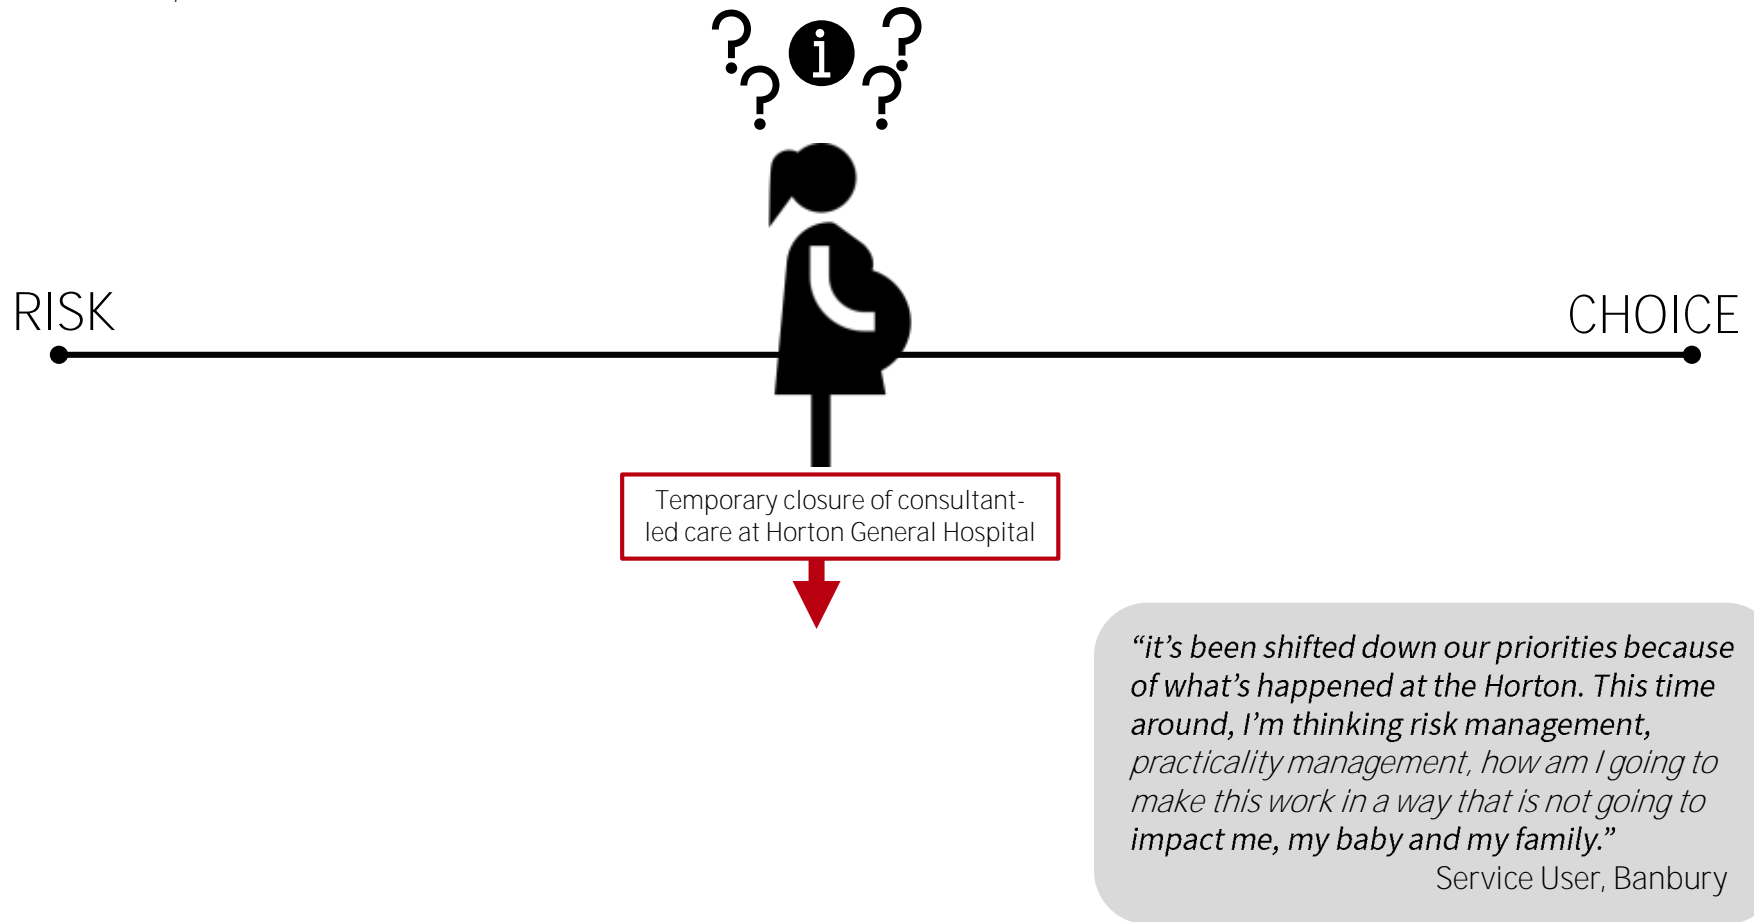 ? i ?
? ?
RISK
CHOICE
Temporary closure of consultant-
led care at Horton General Hospital
“it’s been shifted down our priorities because
of what’s happened at the Horton. This time
around, I’m thinking risk management,
practicality management, how am I going to
make this work in a way that is not going to
impact me, my baby and my family.”
Service User, Banbury